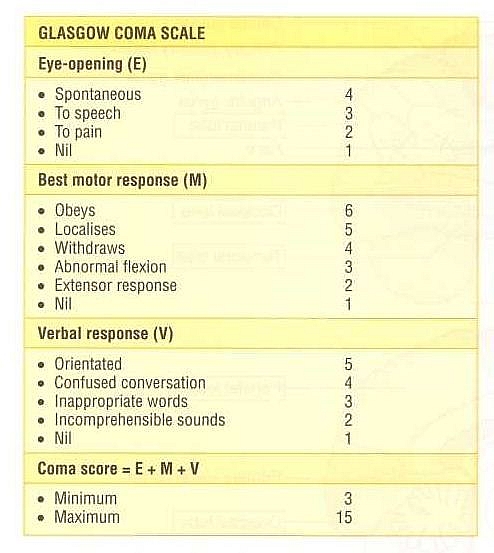 GLASGOW COMA SCALE
Eye-opening (E)
• Spontaneous 4
• To speech 3
• To pain 2
• Nil 1
Best motor response (M)
• Obeys 6
• Localises 5
• Withdraws 4
• Abnormal flexion 3
• Extensor response 2
• Nil 1
Verbal response (V)
• Orientated 5
• Confused conversation 4
• Inappropriate words 3
• Incomprehensible sounds 2
• Nil 1
Coma score = E + M + V
• Minimum 3
• Maximum 15